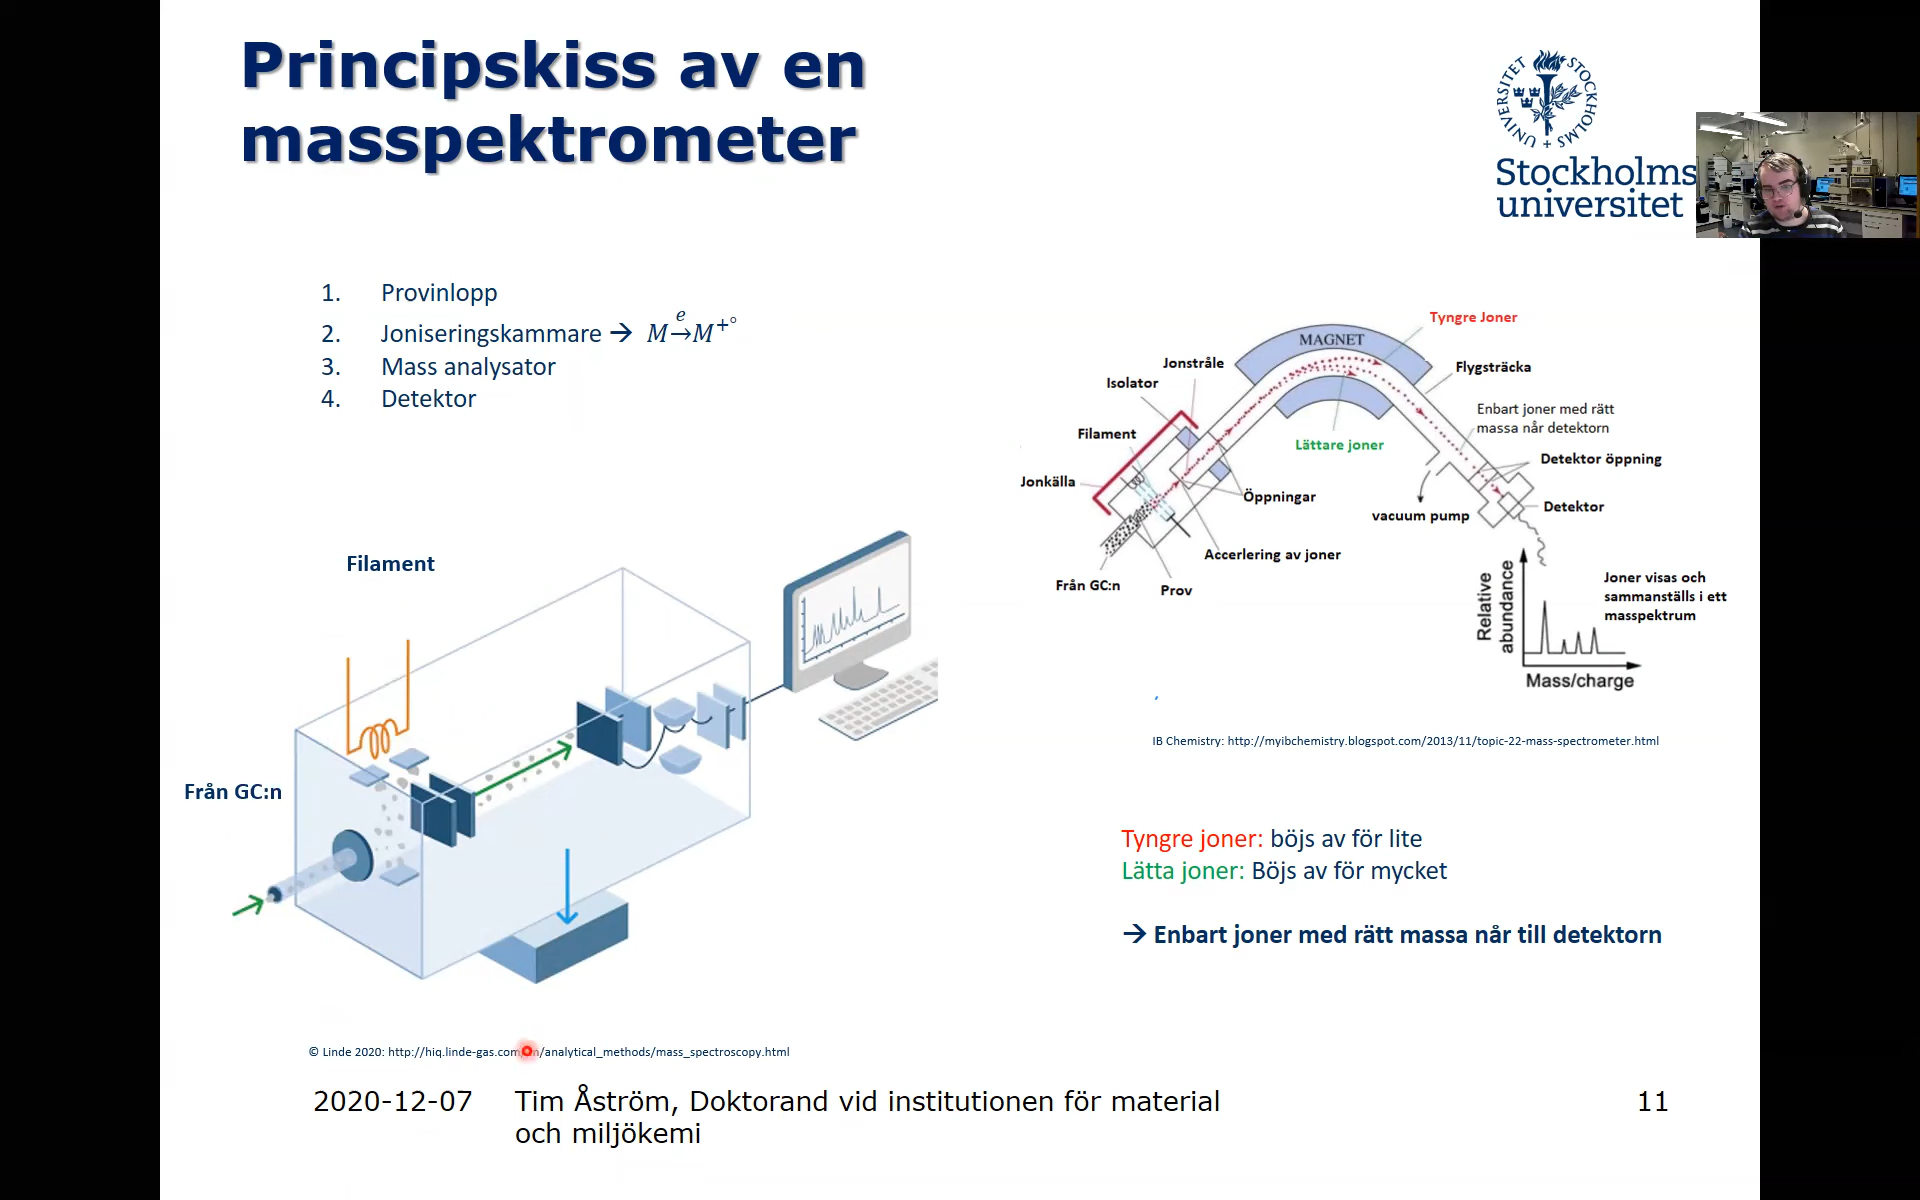 Principskiss av en
masspektrometer
STOCKHOLMS UNIVERSITET
Stockholms
universitet
1. Provinlopp
2. Joniseringskammare → M e→ M+°
3. Mass analysator
4. Detektor
Tyngre Joner
MAGNET
Jonstråle
Flygsträcka
Isolator
Enbart joner med rätt
massa når detektorn
Filament
Lättare joner
Detektor öppning
Jonkälla
Öppningar
Detektor
vacuum pump
Accerlering av joner
Från GC:n
Prov
Relative
abundance
Joner visas och
sammanställs i ett
masspektrum
Mass/charge
IB Chemistry: http://myibchemistry.blogspot.com/2013/11/topic-22-mass-spectrometer.html
Filament
Från GC:n
Tyngre joner: böjs av för lite
Lätta joner: Böjs av för mycket
→ Enbart joner med rätt massa når till detektorn
© Linde 2020: http://hiq.linde-gas.com/ /analytical_methods/mass_spectroscopy.html
2020-12-07
Tim Åström, Doktorand vid institutionen för material
och miljökemi
11